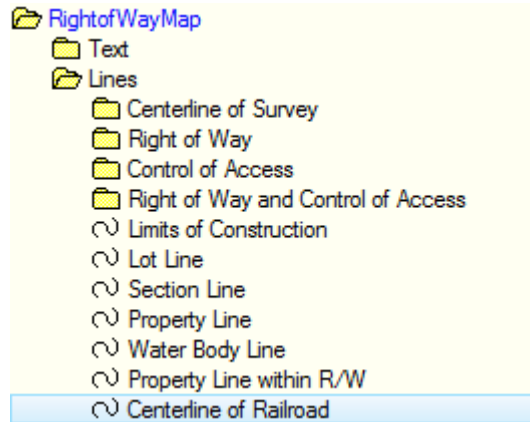 RightofWayMap
Text
Lines
Centerline of Survey
Right of Way
Control of Access
Right of Way and Control of Access
Limits of Construction
Lot Line
Section Line
Property Line
Water Body Line
Property Line within R/W
Centerline of Railroad